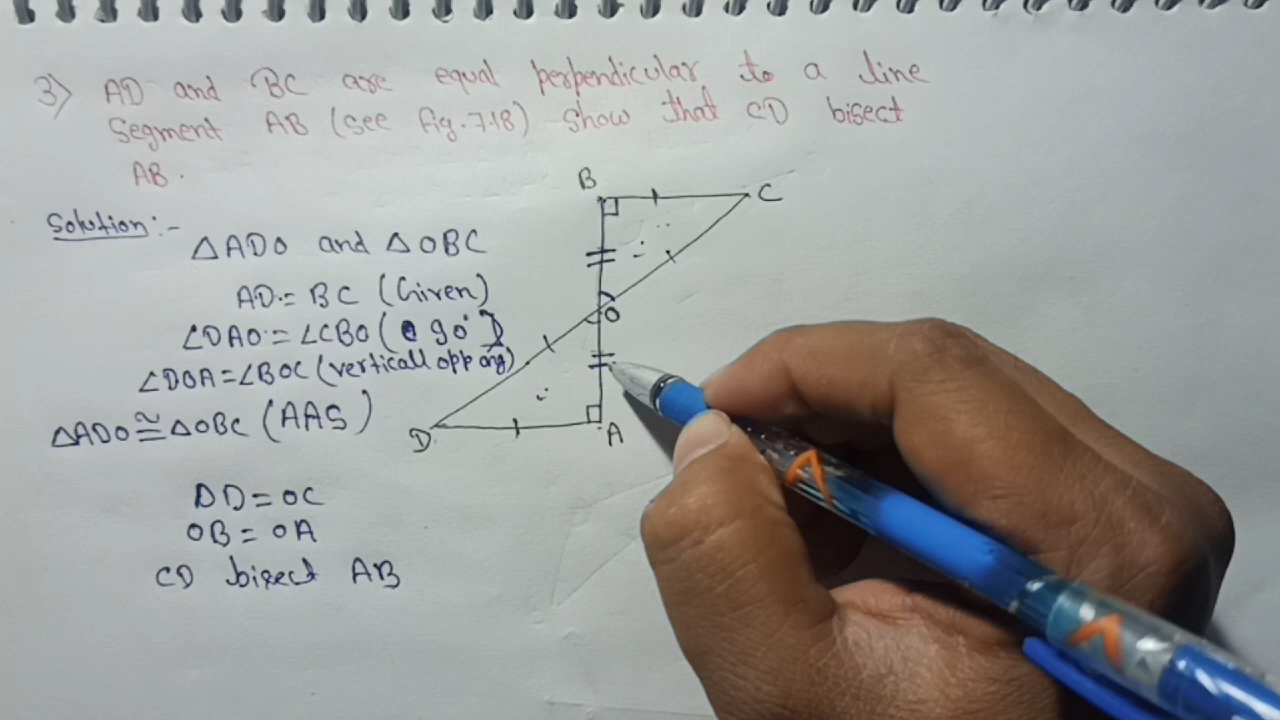 3) AD and BC are equal perpendicular to a line
segment AB (see fig. 7.18) show that CD bisect
AB.
Solution:-
△ADO and △OBC
AD = BC (Given)
∠DAO = ∠CBO (90°)
∠DOA = ∠BOC (verticall opp ang)
△ADO ≅ △OBC (AAS)
DD = OC
OB = OA
CD bisect AB
B
C
O
D
A